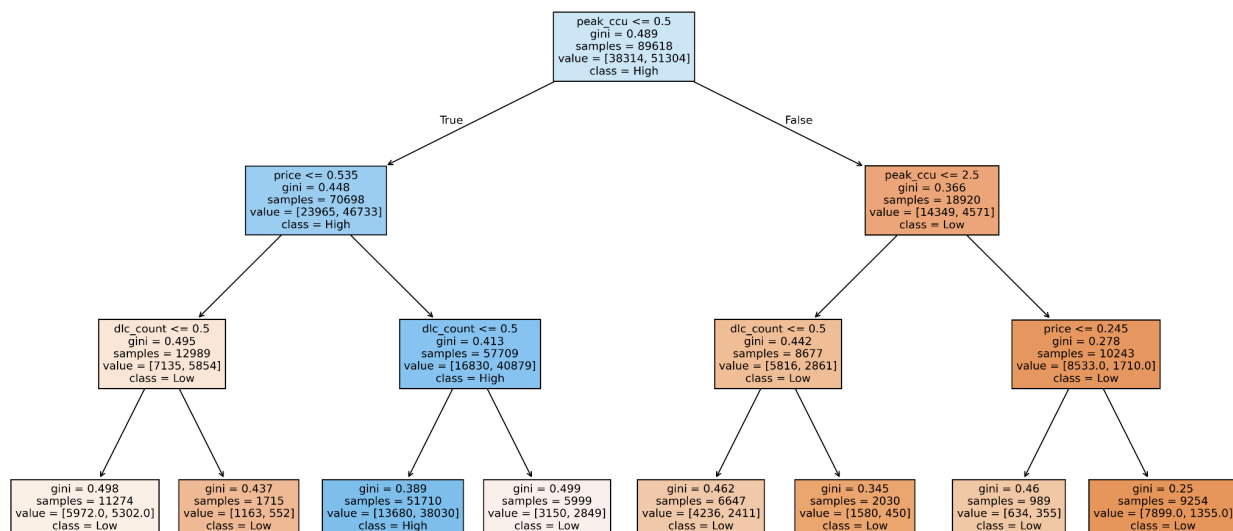 peak_ccu <= 0.5
gini = 0.489
samples = 89618
value = [38314, 51304]
class = High
True
False
price <= 0.535
gini = 0.448
samples = 70698
value = [23965, 46733]
class = High
peak_ccu <= 2.5
gini = 0.366
samples = 18920
value = [14349, 4571]
class = Low
dlc_count <= 0.5
gini = 0.495
samples = 12989
value = [7135, 5854]
class = Low
dlc_count <= 0.5
gini = 0.413
samples = 57709
value = [16830, 40879]
class = High
dlc_count <= 0.5
gini = 0.442
samples = 8677
value = [5816, 2861]
class = Low
price <= 0.245
gini = 0.278
samples = 10243
value = [8533.0, 1710.0]
class = Low
gini = 0.498
samples = 11274
value = [5972.0, 5302.0]
class = Low
gini = 0.437
samples = 1715
value = [1163, 552]
class = Low
gini = 0.389
samples = 51710
value = [13680, 38030]
class = High
gini = 0.499
samples = 5999
value = [3150, 2849]
class = Low
gini = 0.462
samples = 6647
value = [4236, 2411]
class = Low
gini = 0.345
samples = 2030
value = [1580, 450]
class = Low
gini = 0.46
samples = 989
value = [634, 355]
class = Low
gini = 0.25
samples = 9254
value = [7899.0, 1355.0]
class = Low